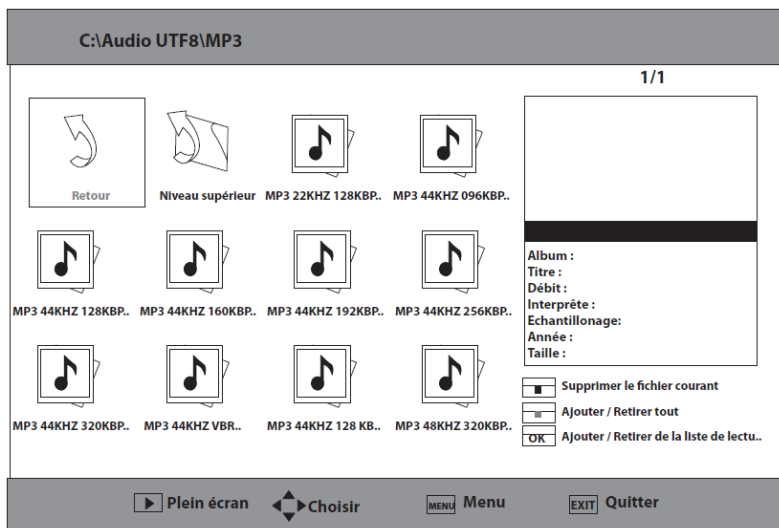 C:\Audio UTF8\MP3
1/1
Retour
Niveau supérieur
MP3 22KHZ 128KBP..
MP3 44KHZ 096KBP..
MP3 44KHZ 128KBP..
MP3 44KHZ 160KBP..
MP3 44KHZ 192KBP..
MP3 44KHZ 256KBP..
MP3 44KHZ 320KBP..
MP3 44KHZ VBR..
MP3 44KHZ 128 KB..
MP3 48KHZ 320KBP..
Album :
Titre :
Débit :
Interprête :
Echantillonage:
Année :
Taille :
Supprimer le fichier courant
Ajouter / Retirer tout
OK Ajouter / Retirer de la liste de lectu..
Plein écran
Choisir
MENU Menu
EXIT Quitter